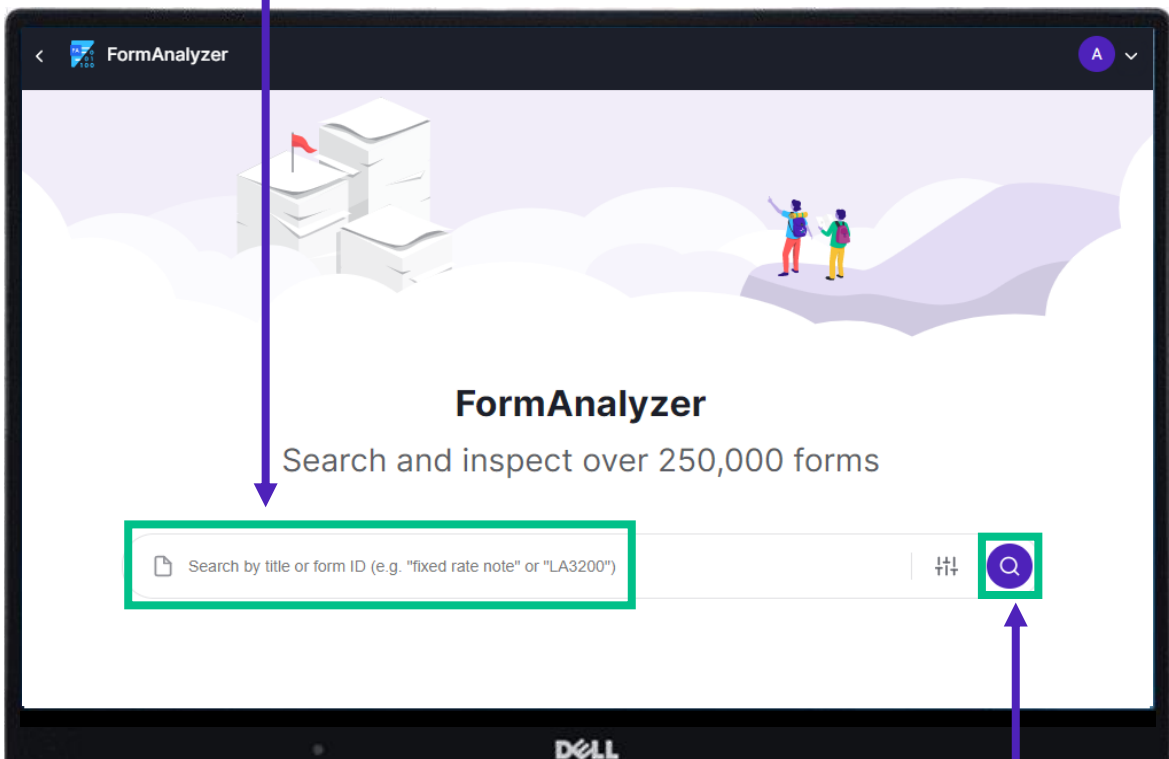 FormAnalyzer
A
FormAnalyzer
Search and inspect over 250,000 forms
Search by title or form ID (e.g. "fixed rate note" or "LA3200")
DELL